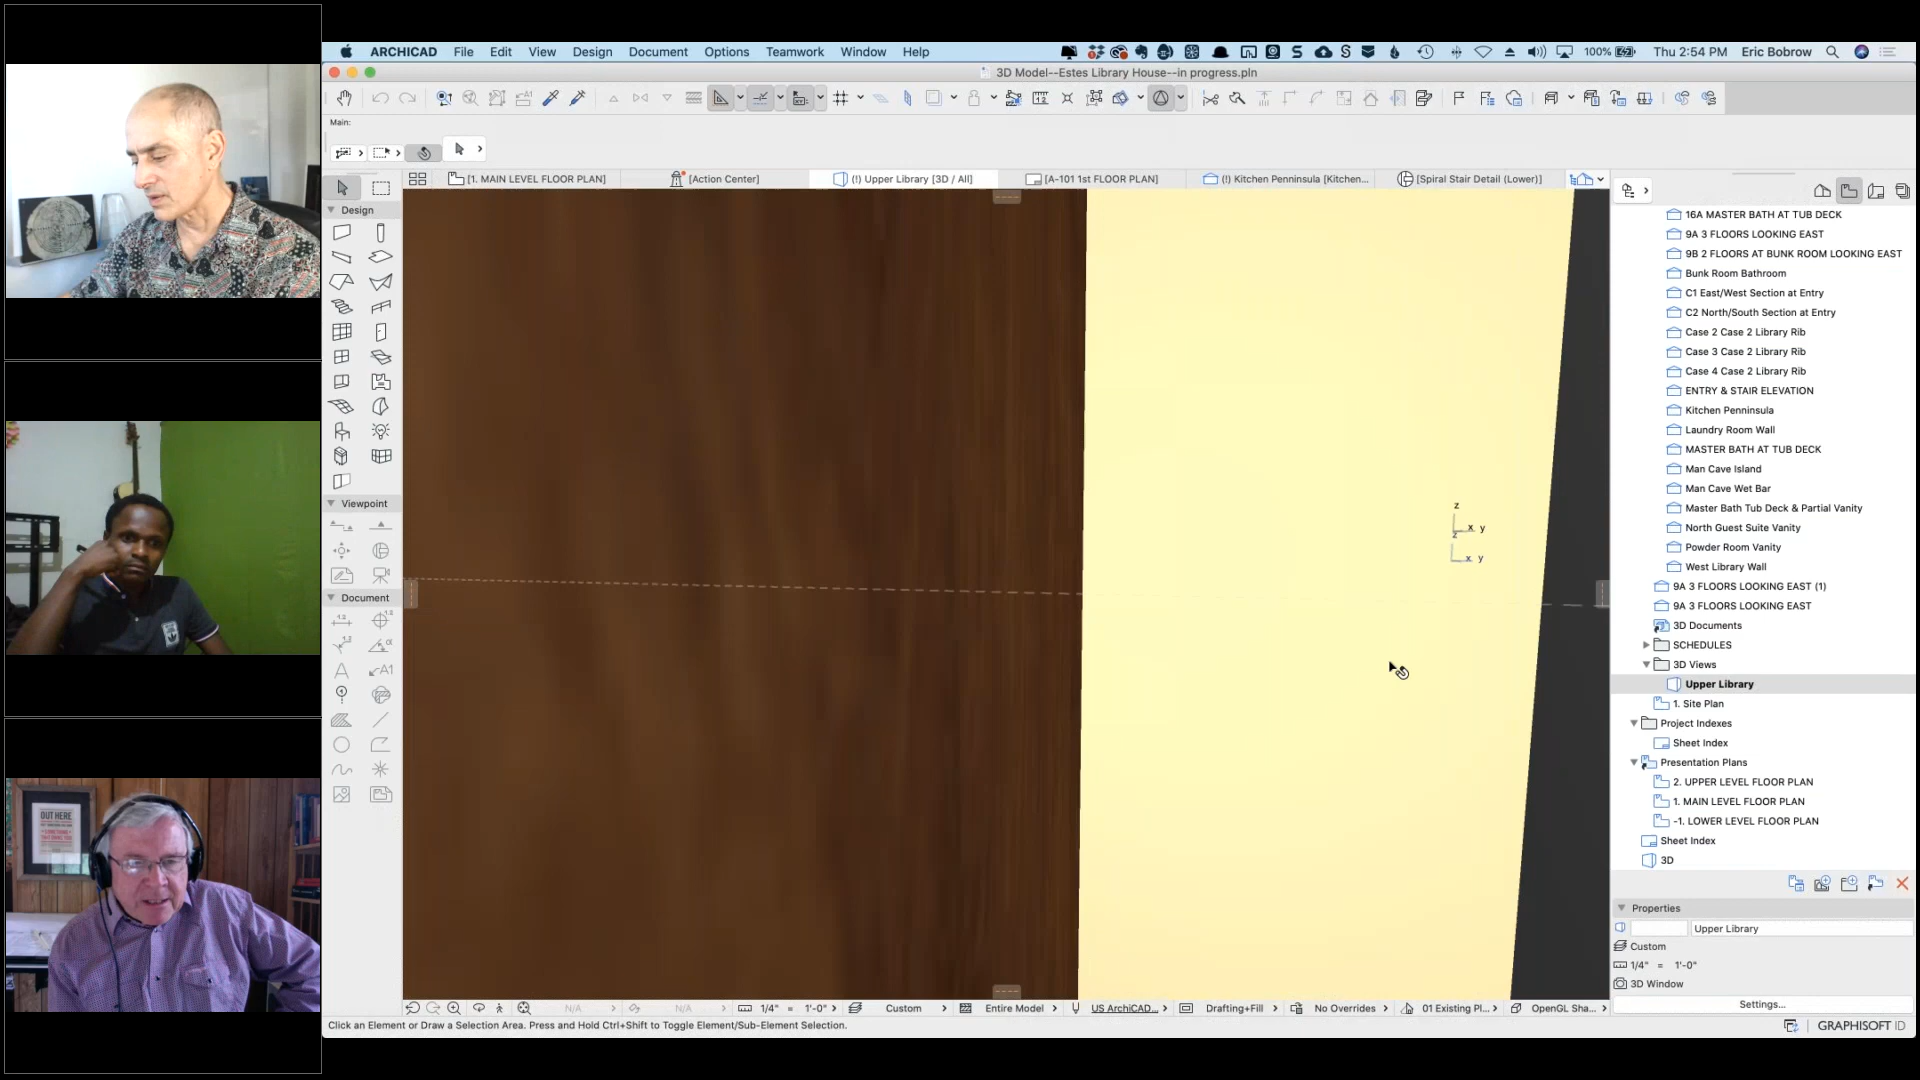 ARCHICAD File Edit View Design Document Options Teamwork Window Help 100% Thu 2:54 PM Eric Bobrow
3D Model--Estes Library House--in progress.pln
Main:
[1. MAIN LEVEL FLOOR PLAN] [Action Center] (!) Upper Library [3D / All] [A-101 1st FLOOR PLAN] (!) Kitchen Penninsula [Kitchen... [Spiral Stair Detail (Lower)]
Design
Viewpoint
Document
z
x y
z
x y
16A MASTER BATH AT TUB DECK
9A 3 FLOORS LOOKING EAST
9B 2 FLOORS AT BUNK ROOM LOOKING EAST
Bunk Room Bathroom
C1 East/West Section at Entry
C2 North/South Section at Entry
Case 2 Case 2 Library Rib
Case 3 Case 2 Library Rib
Case 4 Case 2 Library Rib
ENTRY & STAIR ELEVATION
Kitchen Penninsula
Laundry Room Wall
MASTER BATH AT TUB DECK
Man Cave Island
Man Cave Wet Bar
Master Bath Tub Deck & Partial Vanity
North Guest Suite Vanity
Powder Room Vanity
West Library Wall
9A 3 FLOORS LOOKING EAST (1)
9A 3 FLOORS LOOKING EAST
3D Documents
SCHEDULES
3D Views
Upper Library
1. Site Plan
Project Indexes
Sheet Index
Presentation Plans
2. UPPER LEVEL FLOOR PLAN
1. MAIN LEVEL FLOOR PLAN
-1. LOWER LEVEL FLOOR PLAN
Sheet Index
3D
Properties
Upper Library
Custom
1/4" = 1'-0"
3D Window
Settings...
N/A N/A 1/4" = 1'-0" Custom Entire Model US ArchiCAD... Drafting+Fill No Overrides 01 Existing Pl... OpenGL Sha...
Click an Element or Draw a Selection Area. Press and Hold Ctrl+Shift to Toggle Element/Sub-Element Selection.
GRAPHISOFT ID
OUT HERE